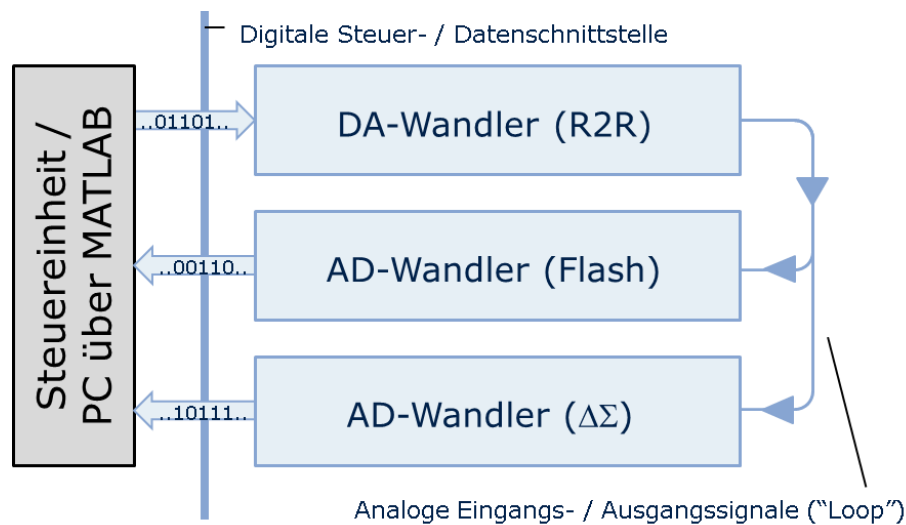 Digitale Steuer- / Datenschnittstelle
Steuereinheit /
PC über MATLAB
..01101..
DA-Wandler (R2R)
..00110..
AD-Wandler (Flash)
..10111..
AD-Wandler (ΔΣ)
Analoge Eingangs- / Ausgangssignale (“Loop”)